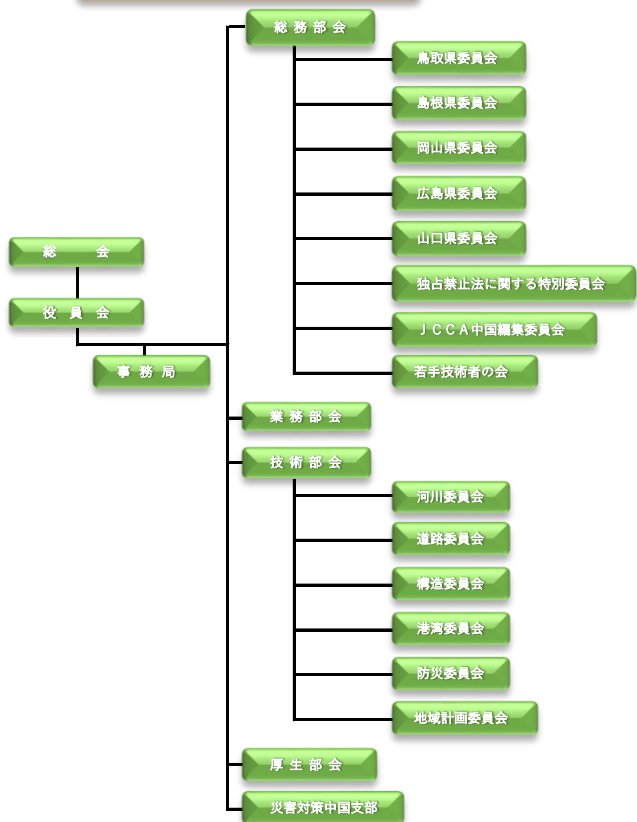 総会
役員会
事務局
総務部会
鳥取県委員会
島根県委員会
岡山県委員会
広島県委員会
山口県委員会
独占禁止法に関する特別委員会
ＪＣＣＡ中国編集委員会
若手技術者の会
業務部会
技術部会
河川委員会
道路委員会
構造委員会
港湾委員会
防災委員会
地域計画委員会
厚生部会
災害対策中国支部